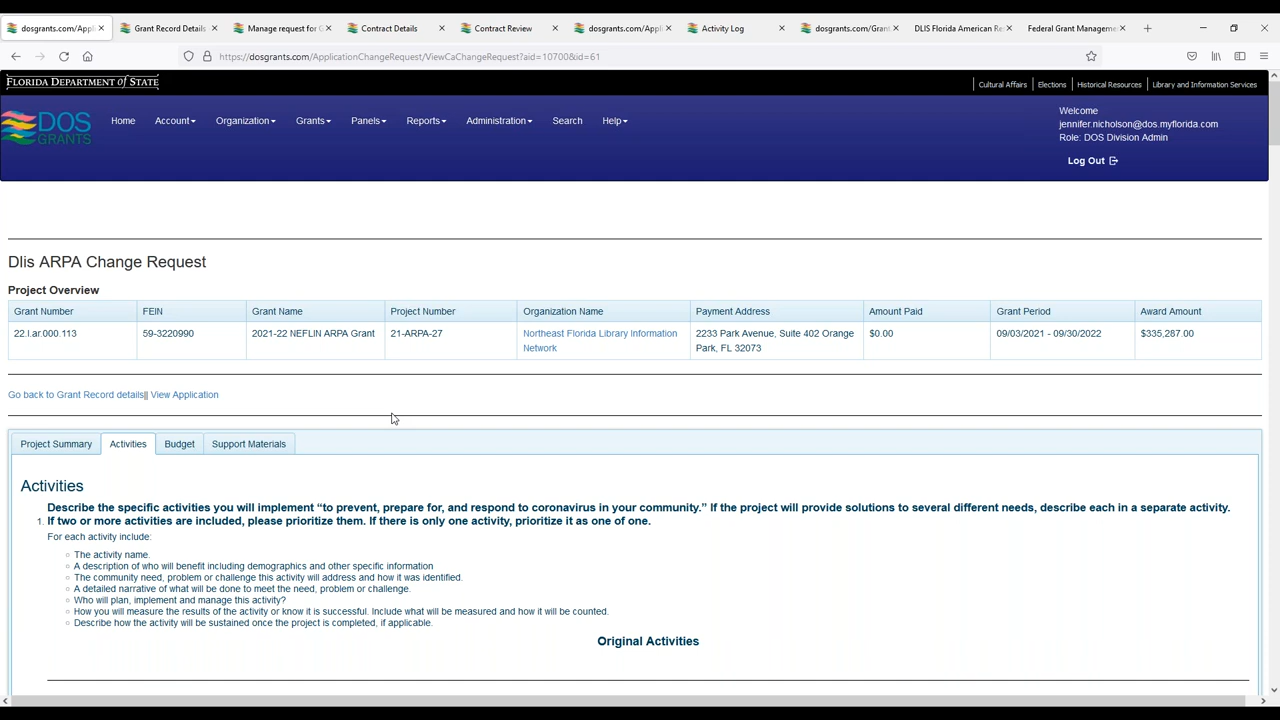 dosgrants.com/Appli
Grant Record Details
Manage request for G
Contract Details
Contract Review
dosgrants.com/Applic
Activity Log
dosgrants.com/Grant
DLIS Florida American Re
Federal Grant Manageme
https://dosgrants.com/ApplicationChangeRequest/ViewCaChangeRequest?aid=10700&id=61
FLORIDA DEPARTMENT OF STATE
Cultural Affairs
Elections
Historical Resources
Library and Information Services
DOS
GRANTS
Home
Account
Organization
Grants
Panels
Reports
Administration
Search
Help
Welcome
jennifer.nicholson@dos.myflorida.com
Role: DOS Division Admin
Log Out
Dlis ARPA Change Request
Project Overview
Grant Number FEIN Grant Name Project Number Organization Name Payment Address Amount Paid Grant Period Award Amount
22.l.ar.000.113 59-3220990 2021-22 NEFLIN ARPA Grant 21-ARPA-27 Northeast Florida Library Information 2233 Park Avenue, Suite 402 Orange $0.00 09/03/2021 - 09/30/2022 $335,287.00
Network Park, FL 32073
Go back to Grant Record details|| View Application
Project Summary
Activities
Budget
Support Materials
Activities
Describe the specific activities you will implement “to prevent, prepare for, and respond to coronavirus in your community.” If the project will provide solutions to several different needs, describe each in a separate activity.
1. If two or more activities are included, please prioritize them. If there is only one activity, prioritize it as one of one.
For each activity include:
The activity name.
A description of who will benefit including demographics and other specific information
The community need, problem or challenge this activity will address and how it was identified.
A detailed narrative of what will be done to meet the need, problem or challenge.
Who will plan, implement and manage this activity?
How you will measure the results of the activity or know it is successful. Include what will be measured and how it will be counted.
Describe how the activity will be sustained once the project is completed, if applicable.
Original Activities